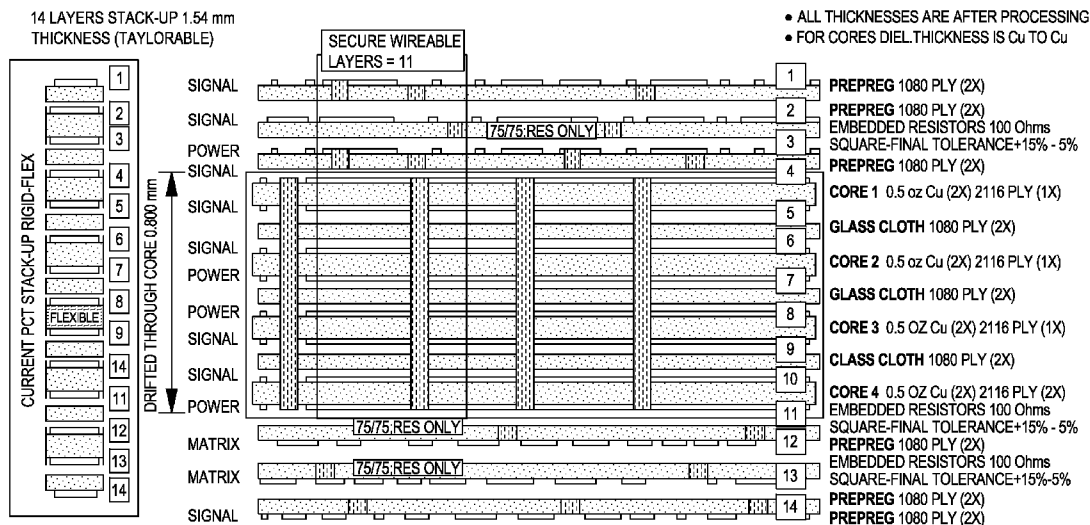 14 LAYERS STACK-UP 1.54 mm
THICKNESS (TAYLORABLE)
• ALL THICKNESSES ARE AFTER PROCESSING
• FOR CORES DIEL.THICKNESS IS Cu TO Cu
SECURE WIREABLE
LAYERS = 11
CURRENT PCT STACK-UP RIGID-FLEX
1
2
3
4
5
6
7
8
FLEXIBLE
9
14
11
12
13
14
DRIFTED THROUGH CORE 0.800 mm
SIGNAL
SIGNAL
POWER
SIGNAL
SIGNAL
SIGNAL
POWER
POWER
SIGNAL
SIGNAL
POWER
MATRIX
MATRIX
SIGNAL
75/75:RES ONLY
75/75:RES ONLY
75/75:RES ONLY
1
2
3
4
5
6
7
8
9
10
11
12
13
14
PREPREG 1080 PLY (2X)
PREPREG 1080 PLY (2X)
EMBEDDED RESISTORS 100 Ohms
SQUARE-FINAL TOLERANCE+15% - 5%
PREPREG 1080 PLY (2X)
CORE 1 0.5 oz Cu (2X) 2116 PLY (1X)
GLASS CLOTH 1080 PLY (2X)
CORE 2 0.5 oz Cu (2X) 2116 PLY (1X)
GLASS CLOTH 1080 PLY (2X)
CORE 3 0.5 OZ Cu (2X) 2116 PLY (1X)
CLASS CLOTH 1080 PLY (2X)
CORE 4 0.5 OZ Cu (2X) 2116 PLY (2X)
EMBEDDED RESISTORS 100 Ohms
SQUARE-FINAL TOLERANCE+15% - 5%
PREPREG 1080 PLY (2X)
EMBEDDED RESISTORS 100 Ohms
SQUARE-FINAL TOLERANCE+15%-5%
PREPREG 1080 PLY (2X)
PREPREG 1080 PLY (2X)